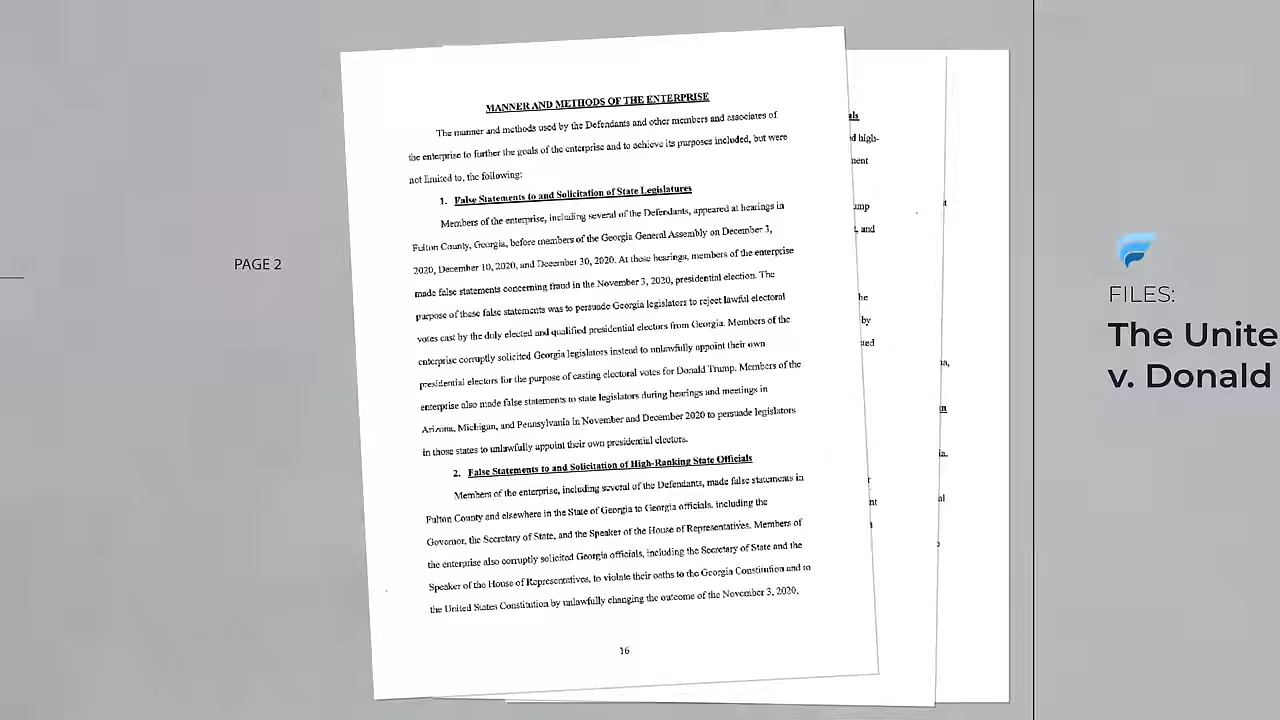 PAGE 2
MANNER AND METHODS OF THE ENTERPRISE
The manner and methods used by the Defendants and other members and associates of
the enterprise to further the goals of the enterprise and to achieve its purposes included, but were
not limited to, the following:
1. False Statements to and Solicitation of State Legislatures
Members of the enterprise, including several of the Defendants, appeared at hearings in
Fulton County, Georgia, before members of the Georgia General Assembly on December 3,
2020, December 10, 2020, and December 30, 2020. At these hearings, members of the enterprise
made false statements concerning fraud in the November 3, 2020, presidential election. The
purpose of these false statements was to persuade Georgia legislators to reject lawful electoral
votes cast by the duly elected and qualified presidential electors from Georgia. Members of the
enterprise corruptly solicited Georgia legislators instead to unlawfully appoint their own
presidential electors for the purpose of casting electoral votes for Donald Trump. Members of the
enterprise also made false statements to state legislators during hearings and meetings in
Arizona, Michigan, and Pennsylvania in November and December 2020 to persuade legislators
in those states to unlawfully appoint their own presidential electors.
2. False Statements to and Solicitation of High-Ranking State Officials
Members of the enterprise, including several of the Defendants, made false statements in
Fulton County and elsewhere in the State of Georgia to Georgia officials, including the
Governor, the Secretary of State, and the Speaker of the House of Representatives. Members of
the enterprise also corruptly solicited Georgia officials, including the Secretary of State and the
Speaker of the House of Representatives, to violate their oaths to the Georgia Constitution and to
the United States Constitution by unlawfully changing the outcome of the November 3, 2020,
16
and
by
FILES:
The Unite
v. Donald